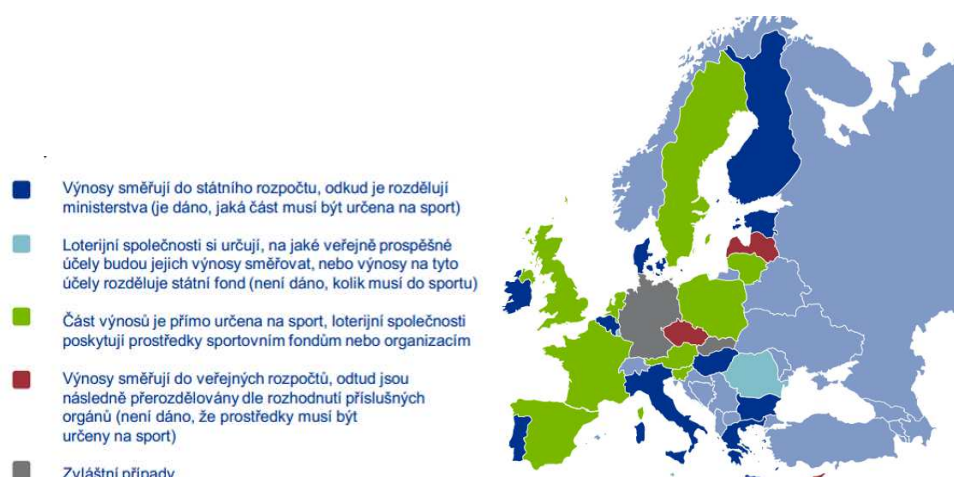 Výnosy směřují do státního rozpočtu, odkud je rozdělují
ministerstva (je dáno, jaká část musí být určena na sport)
Loterijní společnosti si určují, na jaké veřejně prospěšné
účely budou jejich výnosy směřovat, nebo výnosy na tyto
účely rozděluje státní fond (není dáno, kolik musí do sportu)
Část výnosů je přímo určena na sport, loterijní společnosti
poskytují prostředky sportovním fondům nebo organizacím
Výnosy směřují do veřejných rozpočtů, odtud jsou
následně přerozdělovány dle rozhodnutí příslušných
orgánů (není dáno, že prostředky musí být
určeny na sport)
Zvláštní případy